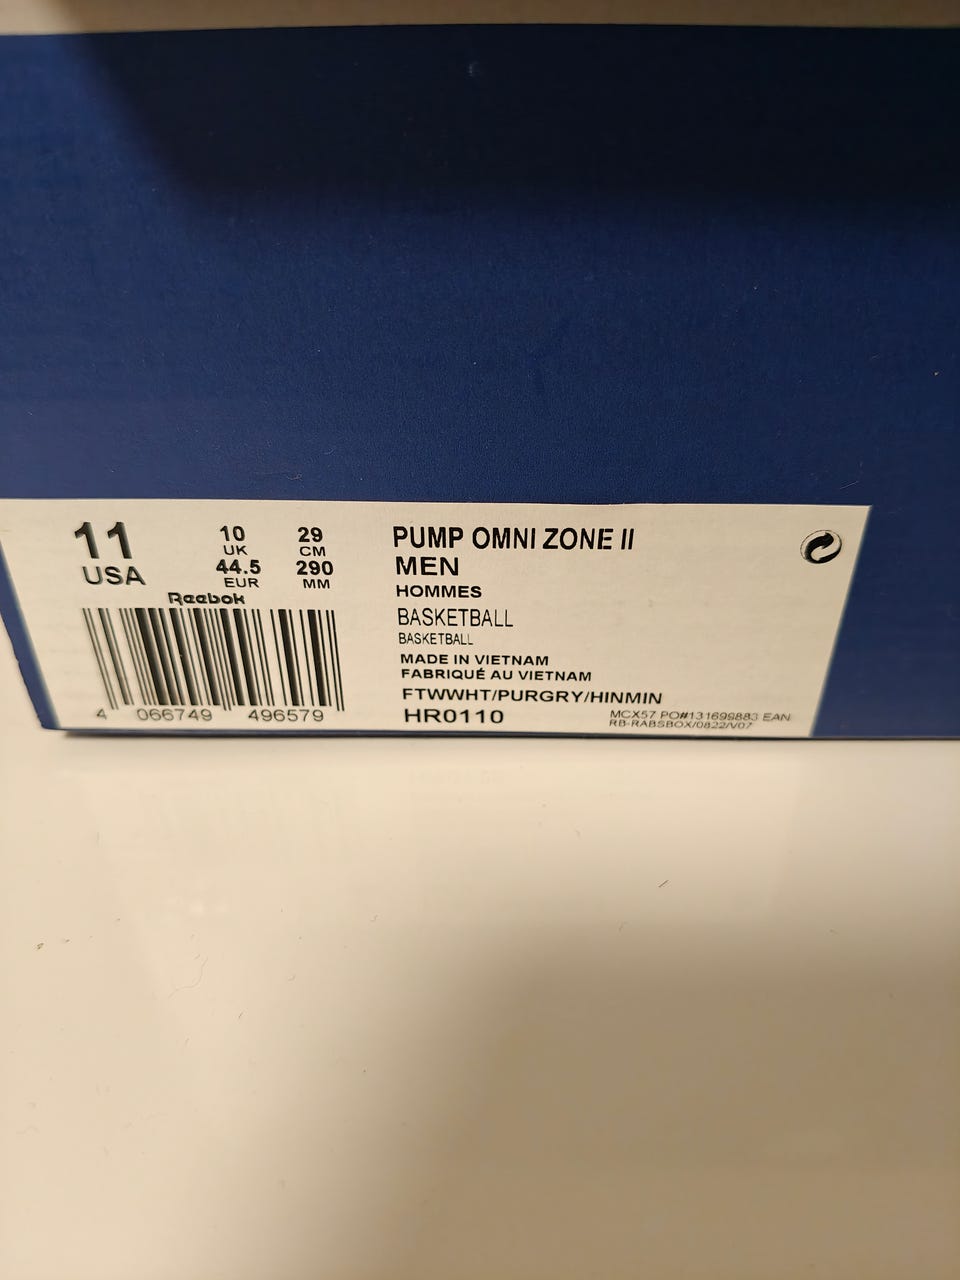 11
USA
10
UK
44.5
EUR
29
CM
290
MM
Reebok
4 066749 496579
PUMP OMNI ZONE II
MEN
HOMMES
BASKETBALL
BASKETBALL
MADE IN VIETNAM
FABRIQUÉ AU VIETNAM
FTWWHT/PURGRY/HINMIN
HR0110
MCX57 PO#131699883 EAN
RB-RABSBOX/0822/V07